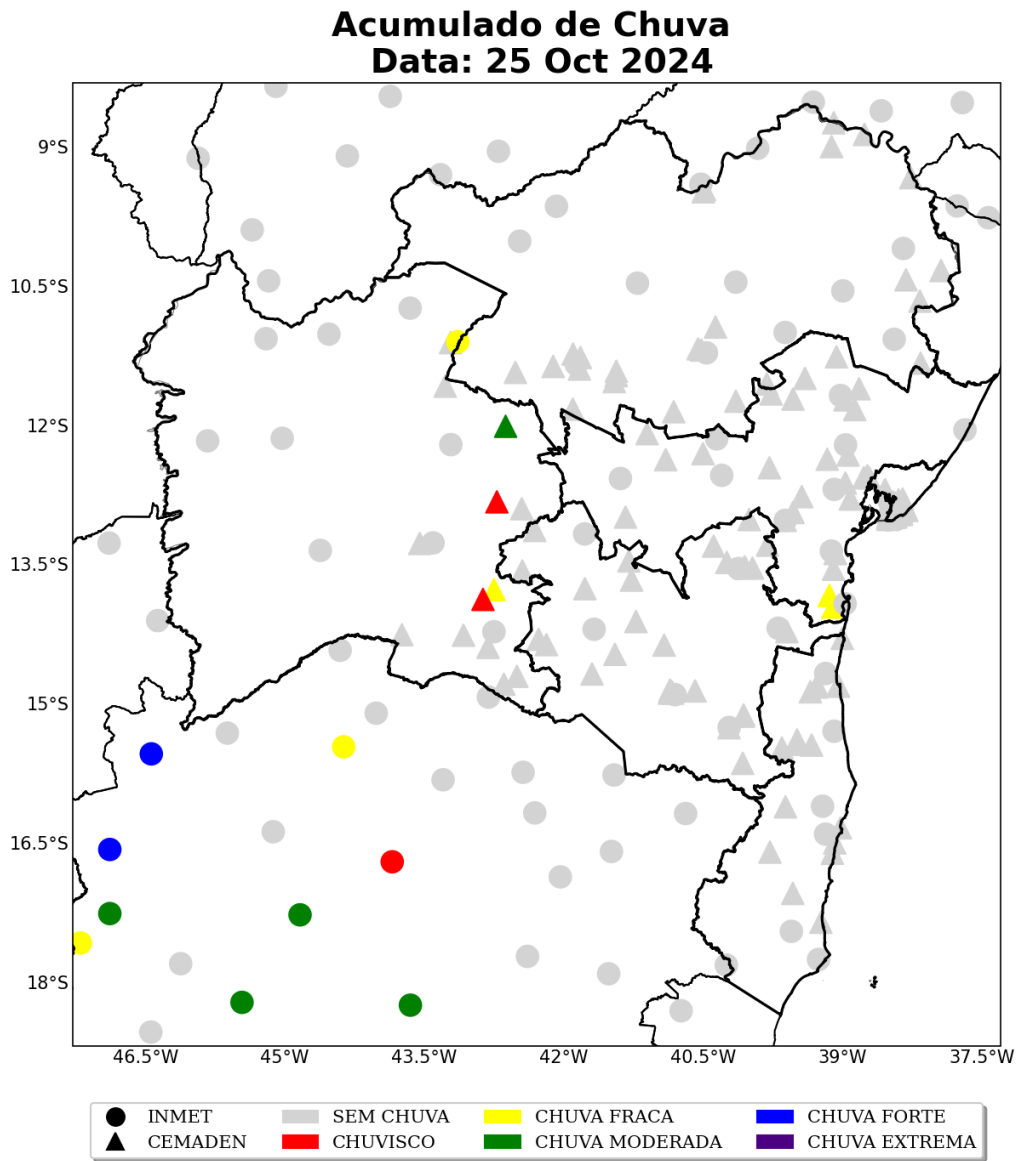 Acumulado de Chuva
Data: 25 Oct 2024
9°S
10.5°S
12°S
13.5°S
15°S
16.5°S
18°S
46.5°W 45°W 43.5°W 42°W 40.5°W 39°W 37.5°W
INMET SEM CHUVA CHUVA FRACA CHUVA FORTE
CEMADEN CHUVISCO CHUVA MODERADA CHUVA EXTREMA